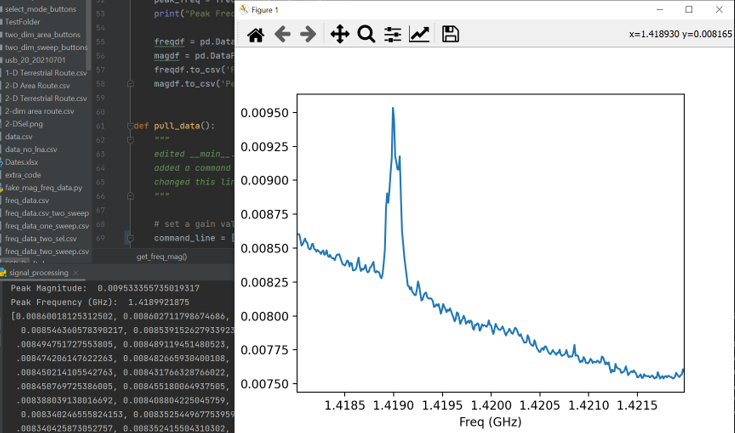 select_mode_buttons
TestFolder
two_dim_area_buttons
two_dim_sweep_buttons
usb_20_20210701
1-D Terrestrial Route.csv
2-D Area Route.csv
2-D Terrestrial Route.csv
2-dim area route.csv
2-DSel.png
data.csv
data_no_lna.csv
Dates.xlsx
extra_code
fake_mag_freq_data.py
freq_data.csv
freq_data.csv_two_sweep
freq_data_one_sweep.csv
freq_data_two_sel.csv
freq_data_two_sweep.csv
53 print("Peak Fre
54
55 freqdf = pd.Data
56 magdf = pd.DataF
57 freqdf.to_csv('F
58 magdf.to_csv('Pe
59
60
61 def pull_data():
62 """
63 edited __main__.
64 added a command
65 changed this lin
66 """
67
68 # set a gain val
69 command_line = [
get_freq_mag()
signal_processing ×
Peak Magnitude: 0.009533355735019317
Peak Frequency (GHz): 1.4189921875
[0.00860018125312502, 0.008602711798674686,
0.008546360578390217, 0.008539152627933923
.008494751727553805, 0.008489119451480523,
.008474206147622263, 0.008482665930400108,
.008450214105542763, 0.008431766328766022,
.008450769725386005, 0.008455180064937505,
.008388039138016692, 0.008408804225045759,
0.008340246555824153, 0.008352544967753959
.008340425873052757, 0.008352415504310302,
Figure 1
x=1.418930 y=0.008165
0.00950
0.00925
0.00900
0.00875
0.00850
0.00825
0.00800
0.00775
0.00750
1.4185 1.4190 1.4195 1.4200 1.4205 1.4210 1.4215
Freq (GHz)